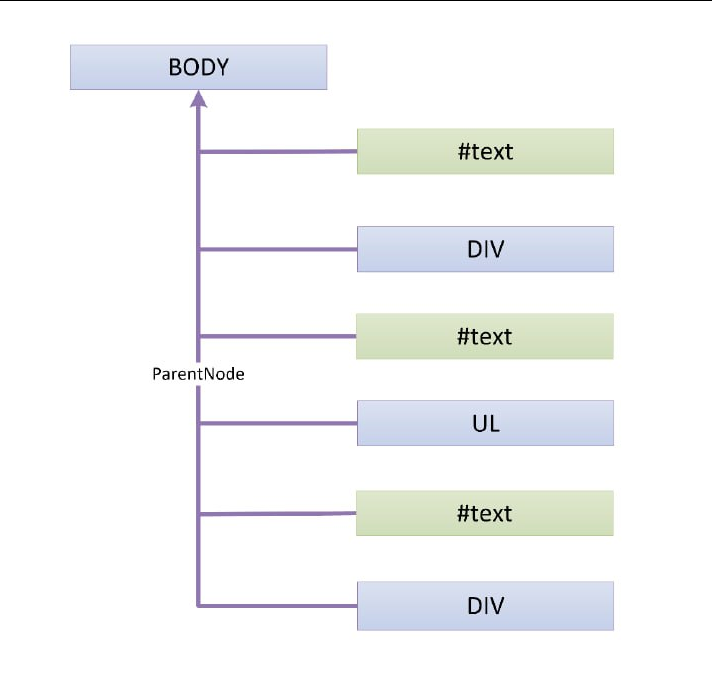 BODY
#text
DIV
#text
ParentNode
UL
#text
DIV